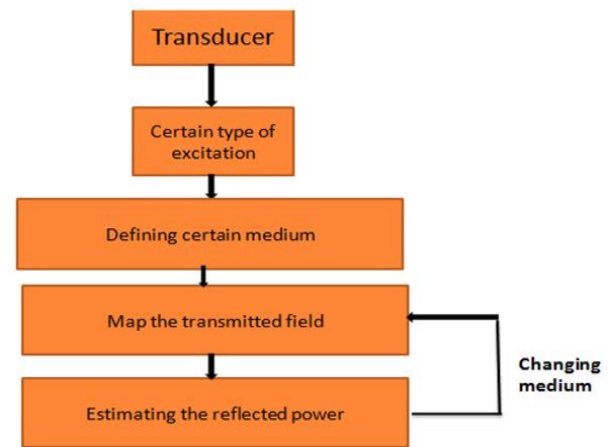 Transducer
Certain type of
excitation
Defining certain medium
Map the transmitted field
Changing
medium
Estimating the reflected power